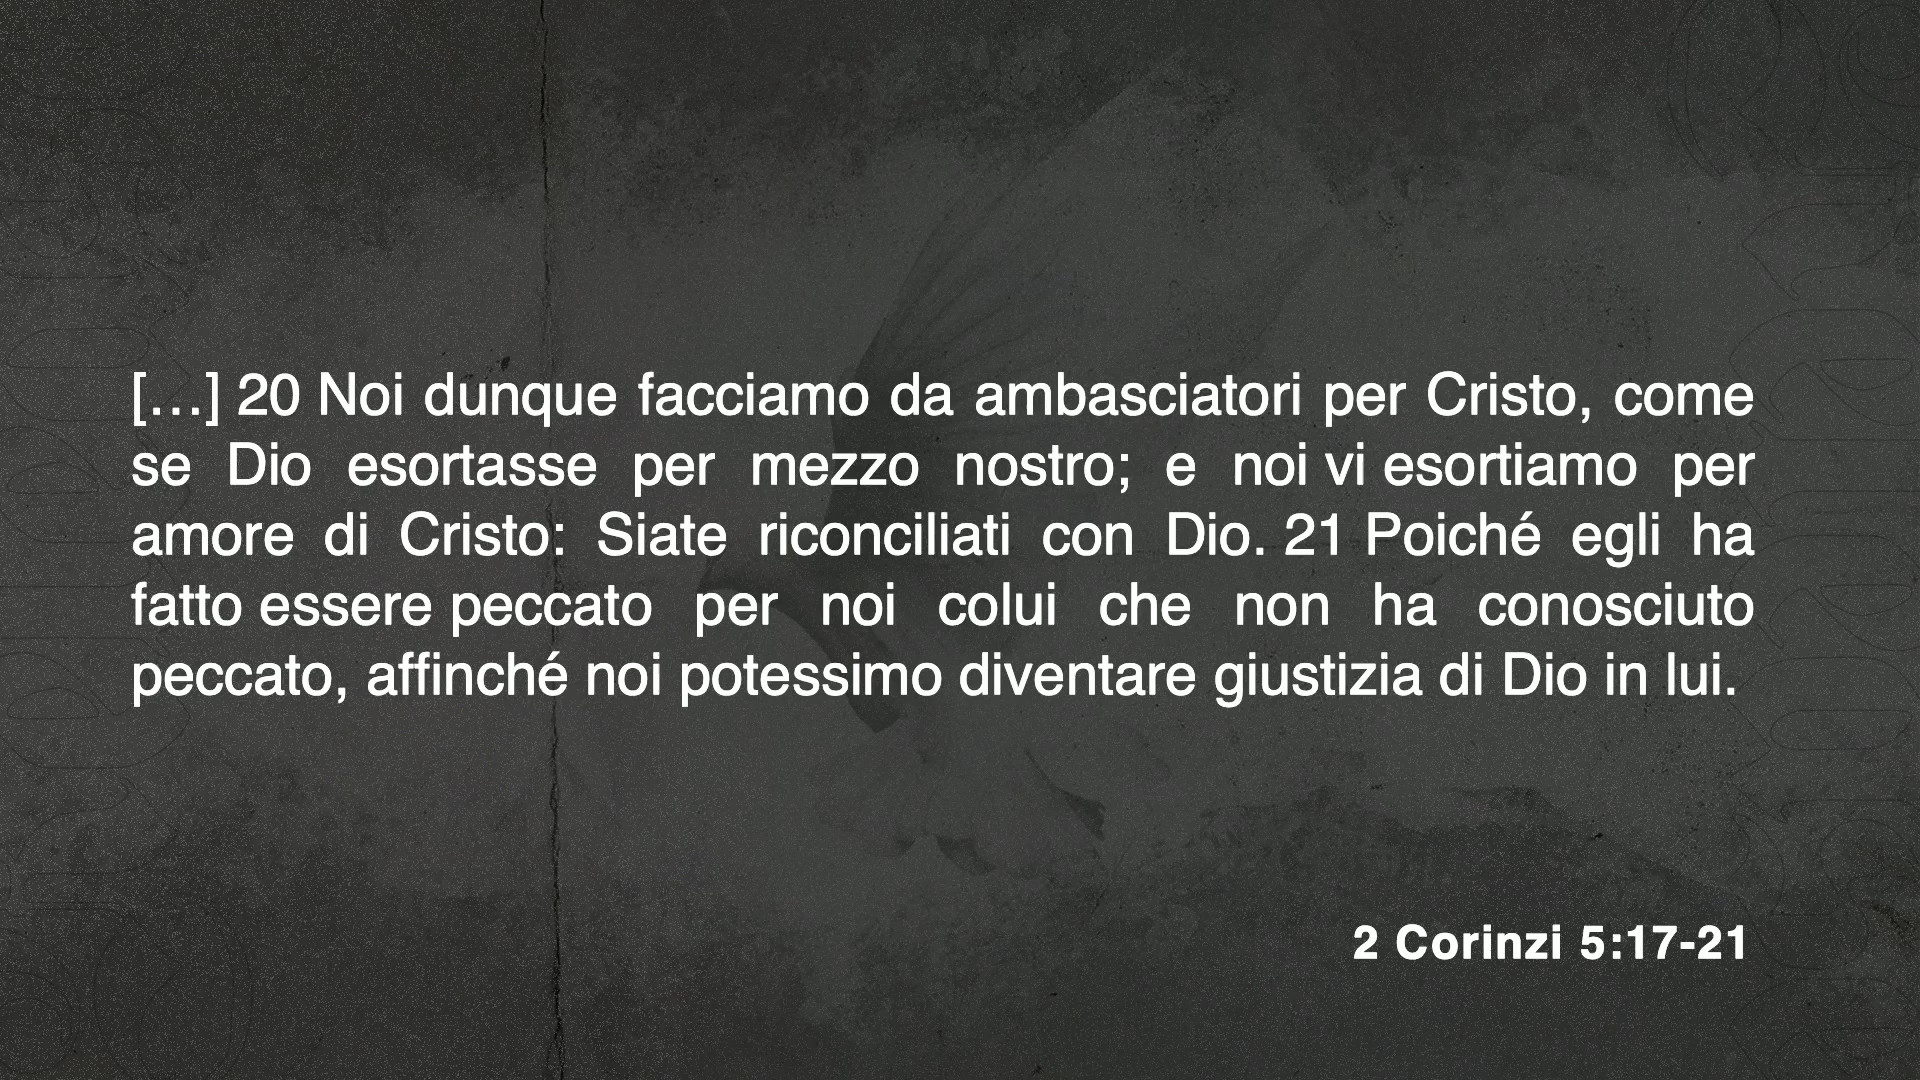 […] 20 Noi dunque facciamo da ambasciatori per Cristo, come
se Dio esortasse per mezzo nostro; e noi vi esortiamo per
amore di Cristo: Siate riconciliati con Dio. 21 Poiché egli ha
fatto essere peccato per noi colui che non ha conosciuto
peccato, affinché noi potessimo diventare giustizia di Dio in lui.
2 Corinzi 5:17-21